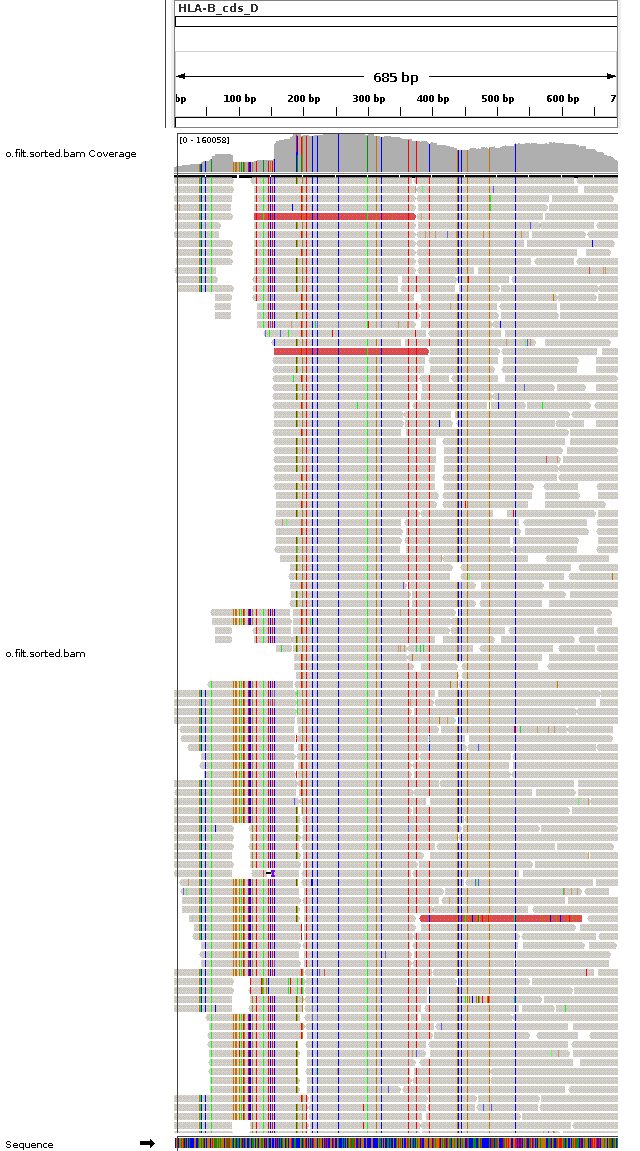 HLA-B_cds_D
685 bp
bp 100 bp 200 bp 300 bp 400 bp 500 bp 600 bp 7
[0 - 160058]
o.filt.sorted.bam Coverage
o.filt.sorted.bam
Sequence